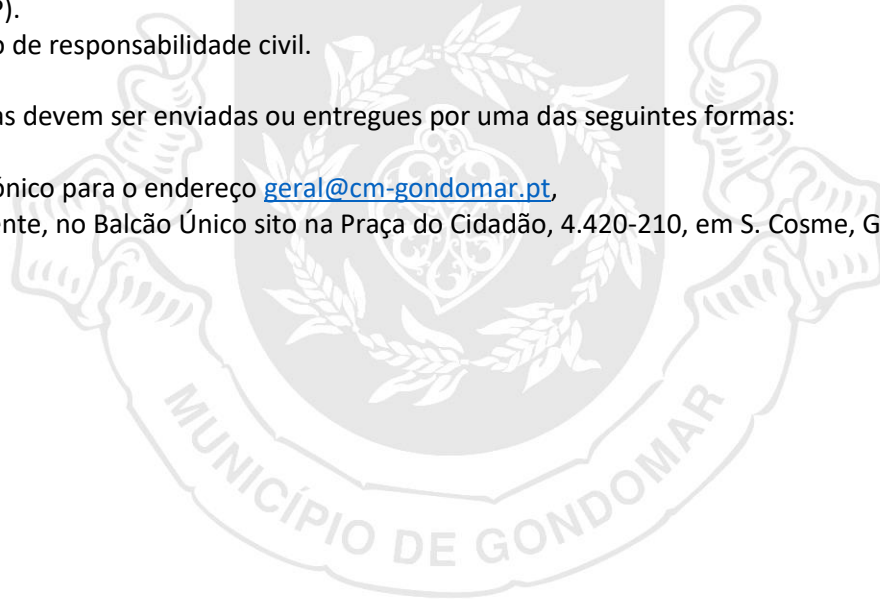 P).
o de responsabilidade civil.
as devem ser enviadas ou entregues por uma das seguintes formas:
ónico para o endereço geral@cm-gondomar.pt,
ente, no Balcão Único sito na Praça do Cidadão, 4.420-210, em S. Cosme, G
MUNICÍPIO DE GONDOMAR